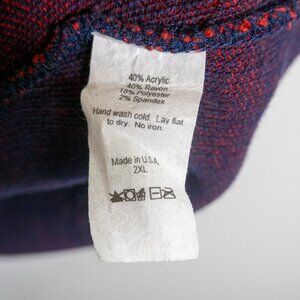 40% Acrylic
40% Rayon
18% Polyester
2% Spandex
Hand wash cold. Lay flat
to dry. No iron.
Made in U.S.A.
2XL